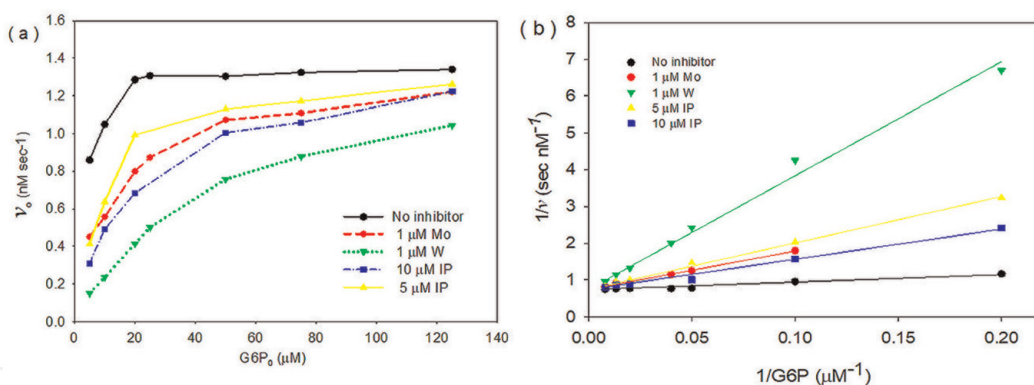 ( a )
1.6
1.4
1.2
1.0
0.8
0.6
0.4
0.2
0.0
𝑣ₒ (nM sec-1)
No inhibitor
1 µM Mo
1 µM W
10 µM IP
5 µM IP
0 20 40 60 80 100 120 140
G6P₀ (µM)
( b )
8
7
6
5
4
3
2
1
0
1/ν (sec nM⁻¹)
No inhibitor
1 µM Mo
1 µM W
5 µM IP
10 µM IP
0.00 0.05 0.10 0.15 0.20
1/G6P (µM⁻¹)